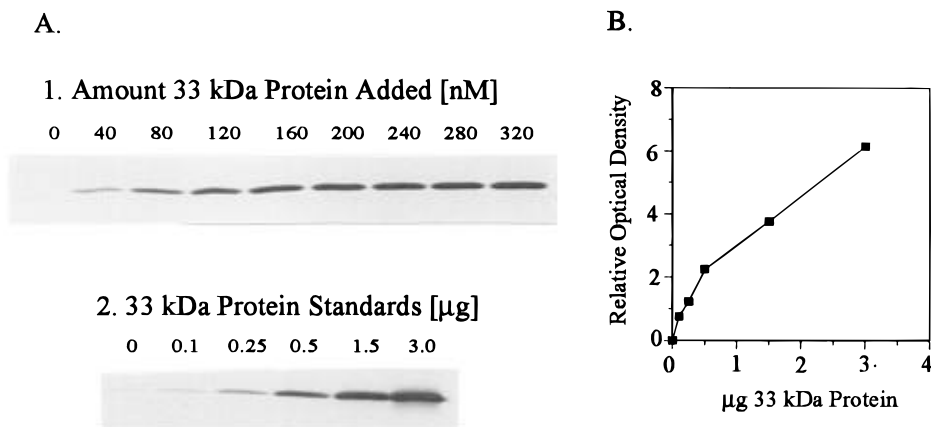 A.
1. Amount 33 kDa Protein Added [nM]
0 40 80 120 160 200 240 280 320
2. 33 kDa Protein Standards [μg]
0 0.1 0.25 0.5 1.5 3.0
B.
Relative Optical Density
8
6
4
2
0
0 1 2 3 4
μg 33 kDa Protein